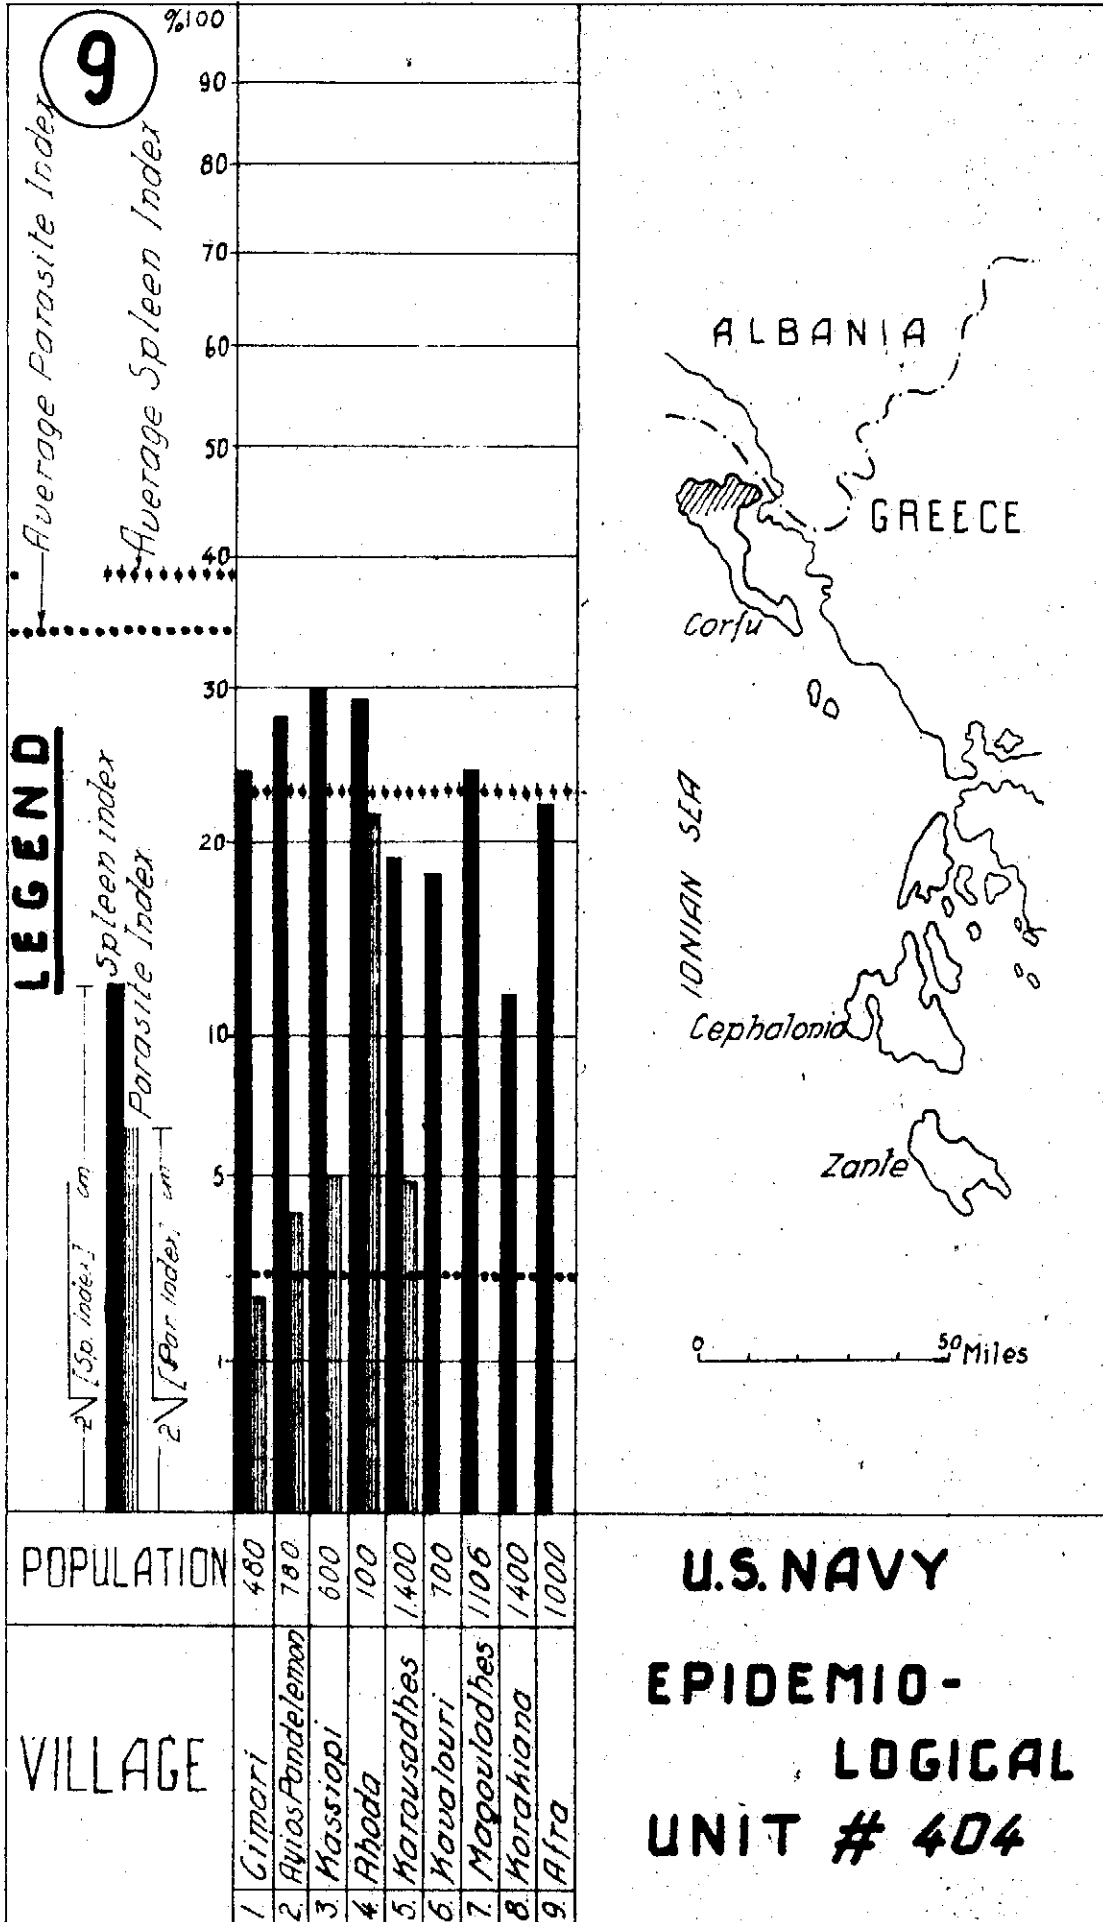 9
%100
90
80
70
60
50
40
30
20
10
5
1
Average Parasite Index
Average Spleen Index
LEGEND
Spleen index
Parasite Index
2√[Sp. index] cm
2√[Par index] cm
ALBANIA
GREECE
Corfu
IONIAN SEA
Cephalonia
Zante
0 50 Miles
POPULATION
480
780
600
100
1400
700
1106
1400
1000
VILLAGE
1. Gimari
2. Ayios Pandelemon
3. Kassiopi
4. Rhoda
5. Karousadhes
6. Kavalouri
7. Magouladhes
8. Korakiana
9. Afra
U.S. NAVY
EPIDEMIO-
LOGICAL
UNIT # 404